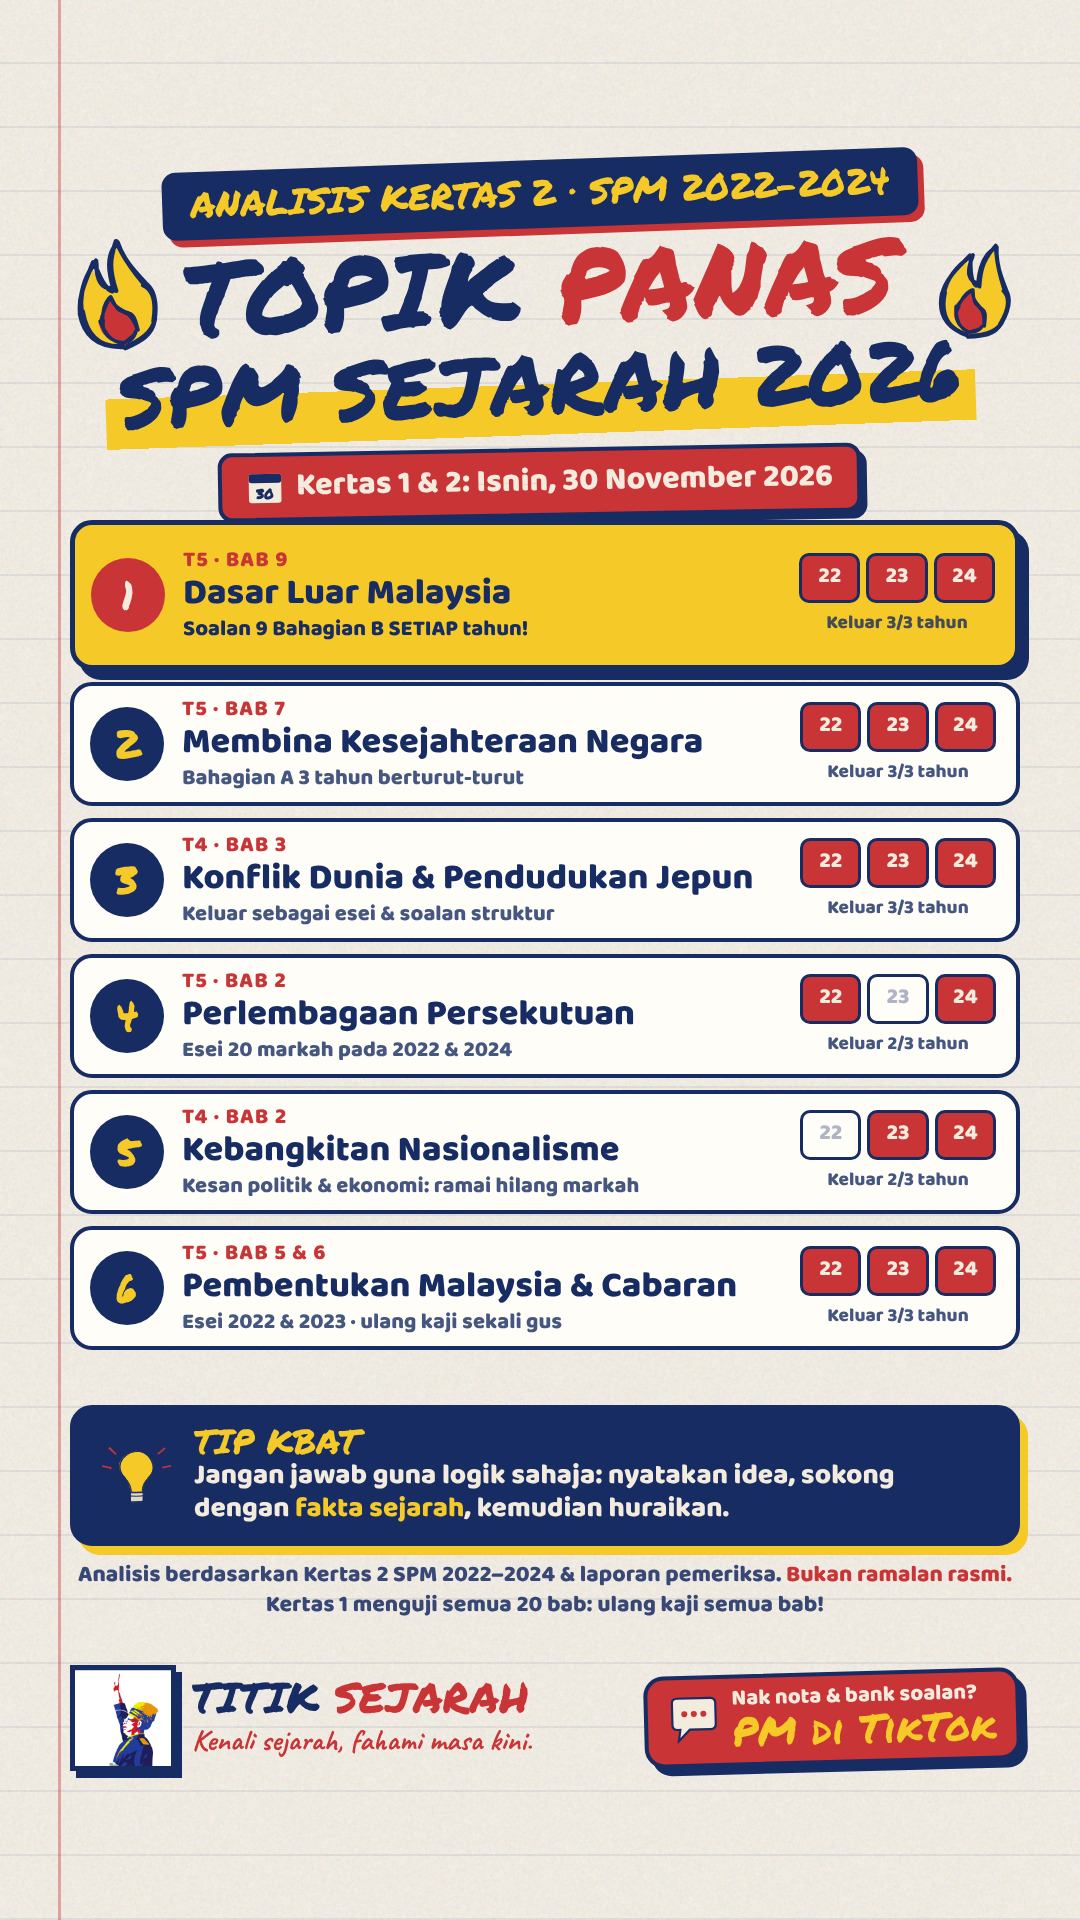 ANALISIS KERTAS 2 · SPM 2022–2024
TOPIK PANAS
SPM SEJARAH 2026
30
Kertas 1 & 2: Isnin, 30 November 2026
1
T5 · BAB 9
Dasar Luar Malaysia
Soalan 9 Bahagian B SETIAP tahun!
22 23 24
Keluar 3/3 tahun
2
T5 · BAB 7
Membina Kesejahteraan Negara
Bahagian A 3 tahun berturut-turut
22 23 24
Keluar 3/3 tahun
3
T4 · BAB 3
Konflik Dunia & Pendudukan Jepun
Keluar sebagai esei & soalan struktur
22 23 24
Keluar 3/3 tahun
4
T5 · BAB 2
Perlembagaan Persekutuan
Esei 20 markah pada 2022 & 2024
22 23 24
Keluar 2/3 tahun
5
T4 · BAB 2
Kebangkitan Nasionalisme
Kesan politik & ekonomi: ramai hilang markah
22 23 24
Keluar 2/3 tahun
6
T5 · BAB 5 & 6
Pembentukan Malaysia & Cabaran
Esei 2022 & 2023 · ulang kaji sekali gus
22 23 24
Keluar 3/3 tahun
TIP KBAT
Jangan jawab guna logik sahaja: nyatakan idea, sokong
dengan fakta sejarah, kemudian huraikan.
Analisis berdasarkan Kertas 2 SPM 2022–2024 & laporan pemeriksa. Bukan ramalan rasmi.
Kertas 1 menguji semua 20 bab: ulang kaji semua bab!
TITIK SEJARAH
Kenali sejarah, fahami masa kini.
Nak nota & bank soalan?
PM DI TIKTOK